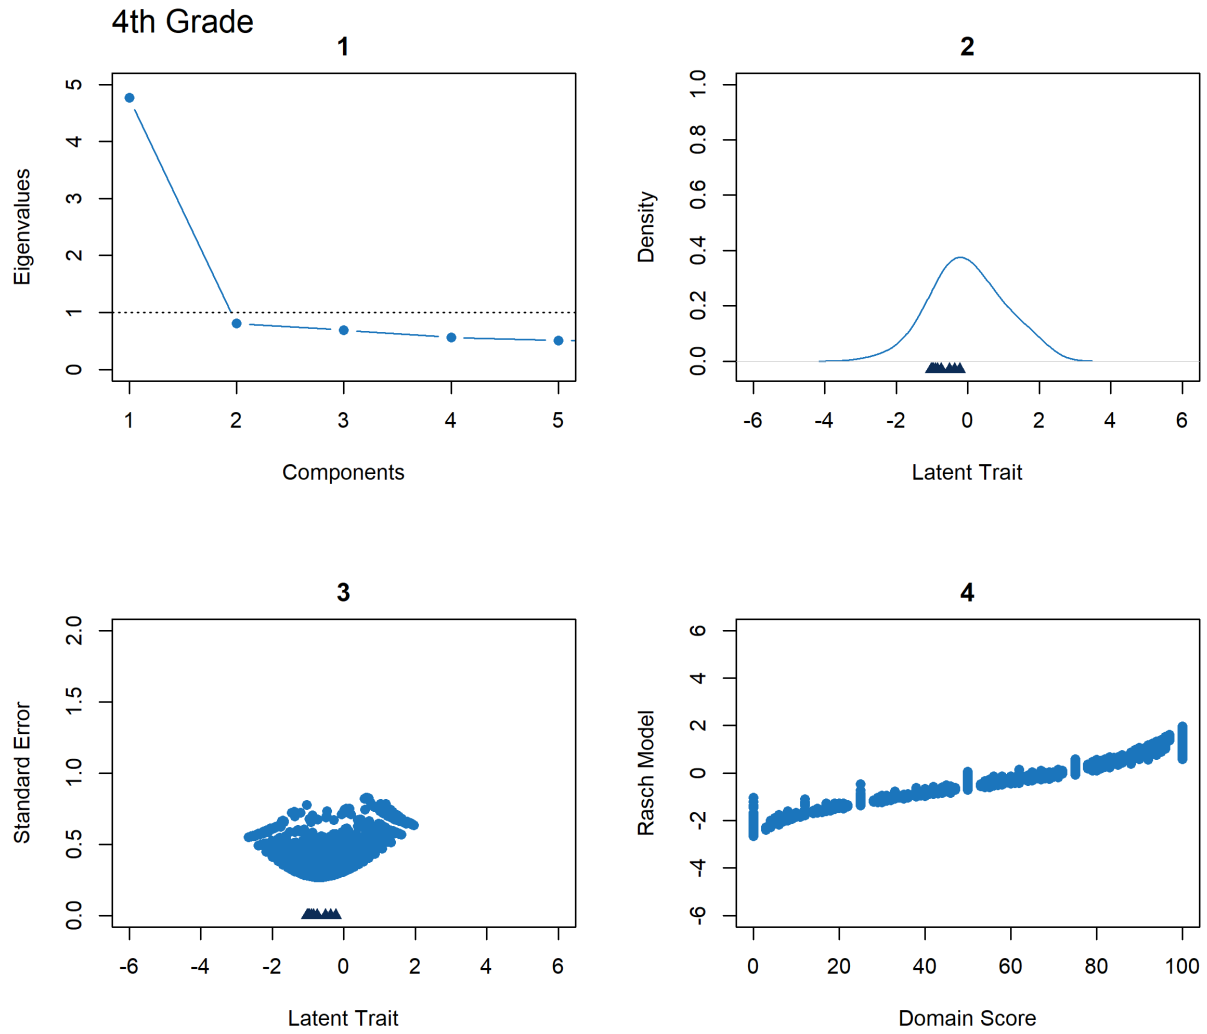 4th Grade
1
5
4
3
2
1
0
Eigenvalues
1 2 3 4 5
Components
2
1.0
0.8
0.6
0.4
0.2
0.0
Density
-6 -4 -2 0 2 4 6
Latent Trait
3
2.0
1.5
1.0
0.5
0.0
Standard Error
-6 -4 -2 0 2 4 6
Latent Trait
4
6
4
2
0
-2
-4
-6
Rasch Model
0 20 40 60 80 100
Domain Score